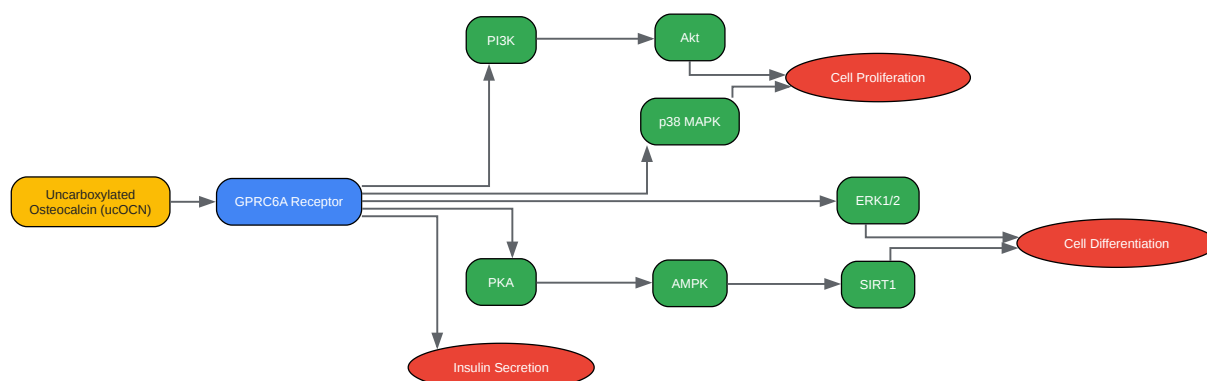 PI3K
Akt
Cell Proliferation
p38 MAPK
Uncarboxylated
Osteocalcin (ucOCN)
GPRC6A Receptor
ERK1/2
Cell Differentiation
PKA
AMPK
SIRT1
Insulin Secretion